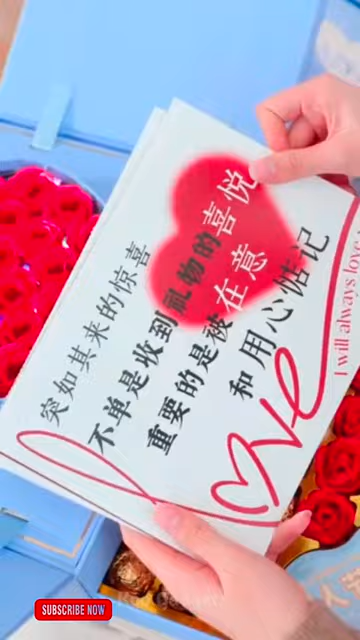 突如其来的惊喜
不单是收到礼物的喜悦
重要的是被在意
和用心惦记
love
I will always love
SUBSCRIBE NOW